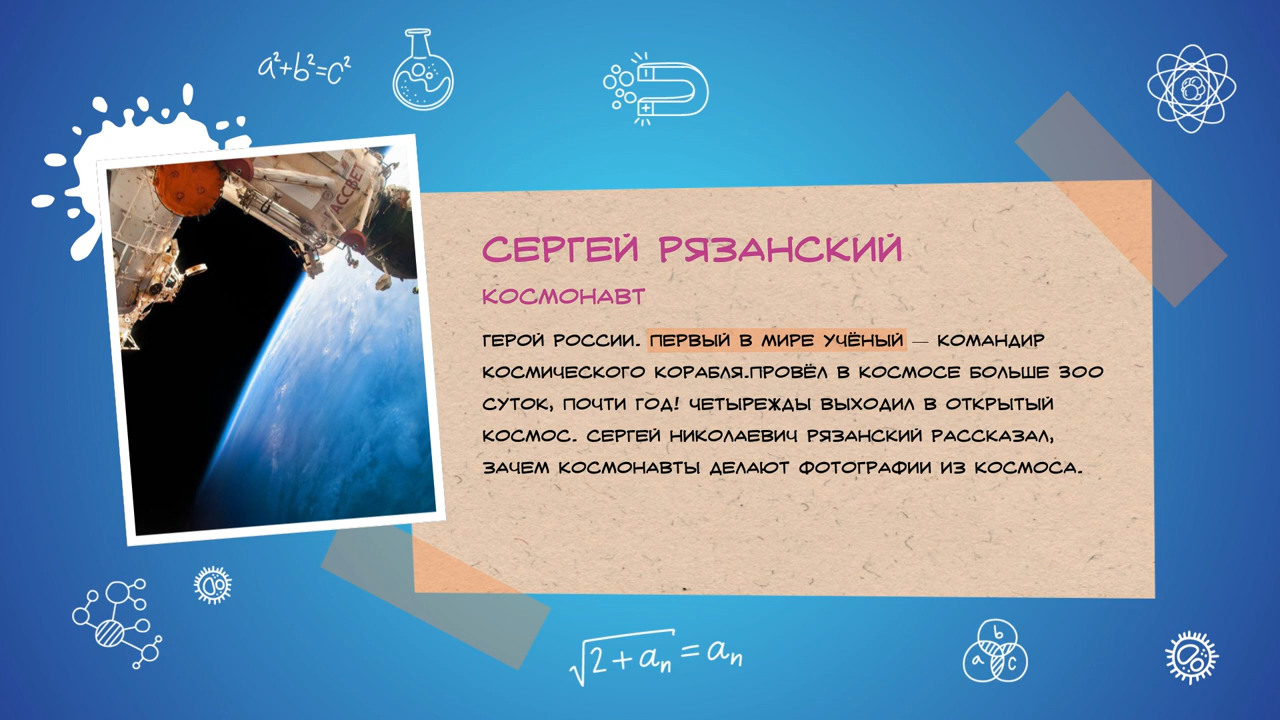 a²+b²=c²
АССВЕТ
СЕРГЕЙ РЯЗАНСКИЙ
КОСМОНАВТ
ГЕРОЙ РОССИИ. ПЕРВЫЙ В МИРЕ УЧЁНЫЙ — КОМАНДИР
КОСМИЧЕСКОГО КОРАБЛЯ.ПРОВЁЛ В КОСМОСЕ БОЛЬШЕ 300
СУТОК, ПОЧТИ ГОД! ЧЕТЫРЕЖДЫ ВЫХОДИЛ В ОТКРЫТЫЙ
КОСМОС. СЕРГЕЙ НИКОЛАЕВИЧ РЯЗАНСКИЙ РАССКАЗАЛ,
ЗАЧЕМ КОСМОНАВТЫ ДЕЛАЮТ ФОТОГРАФИИ ИЗ КОСМОСА.
√2+aₙ = aₙ
b
a c